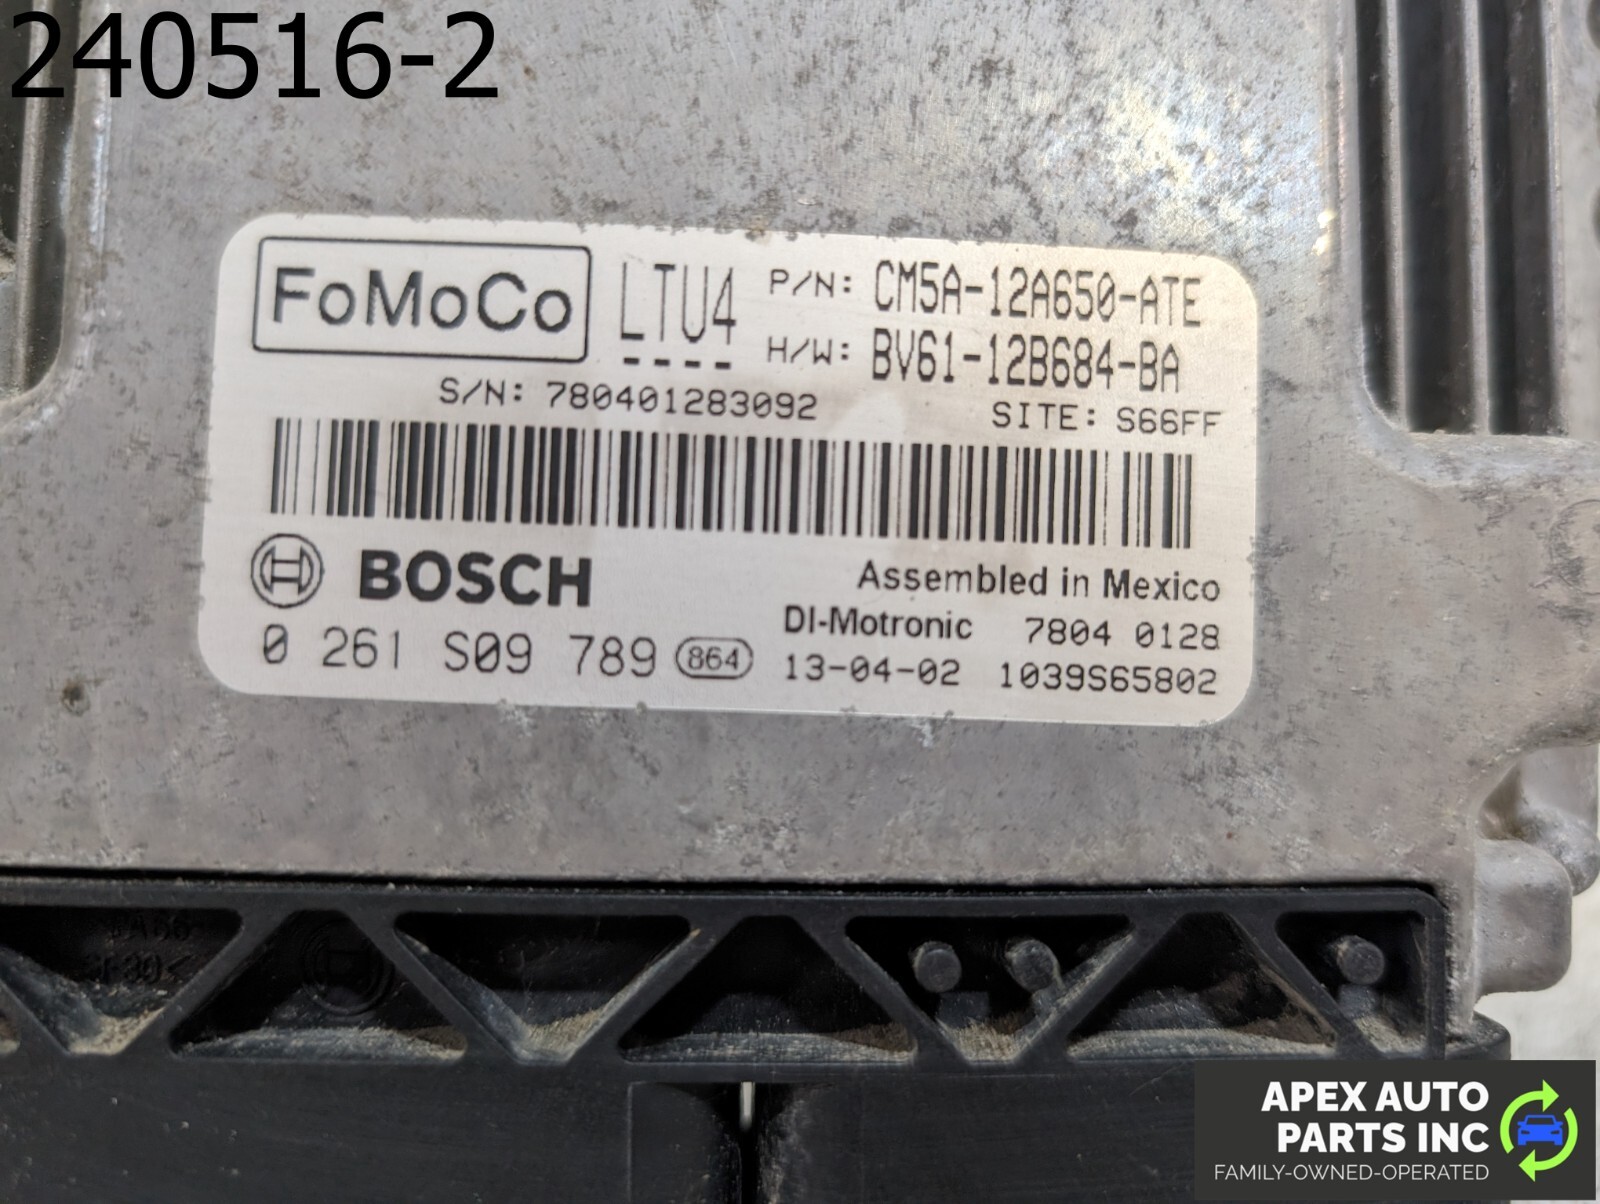 240516-2
FoMoCo LTU4 P/N: CM5A-12A650-ATE
---- H/W: BV61-12B684-BA
S/N: 780401283092 SITE: S66FF
BOSCH Assembled in Mexico
DI-Motronic 7804 0128
0 261 S09 789 864 13-04-02 1039S65802
APEX AUTO
PARTS INC
FAMILY-OWNED-OPERATED